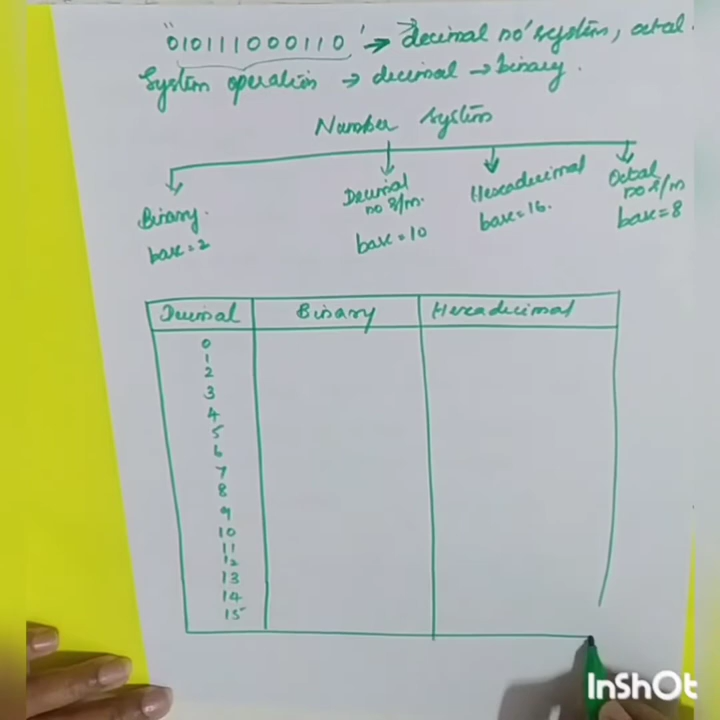 "010111000110' → decimal no' system, octal.
System operation → decimal → binary.
Number system
Binary.
base = 2
Decimal
no s/m.
base = 10
Hexadecimal
base = 16.
Octal
no s/m
base = 8
Decimal Binary Hexadecimal
0
1
2
3
4
5
6
7
8
9
10
11
12
13
14
15
InShOt